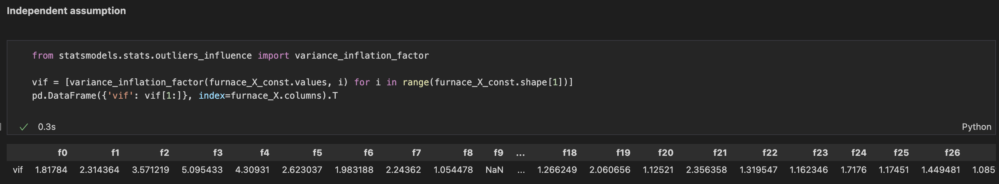 Independent assumption
from statsmodels.stats.outliers_influence import variance_inflation_factor
vif = [variance_inflation_factor(furnace_X_const.values, i) for i in range(furnace_X_const.shape[1])]
pd.DataFrame({'vif': vif[1:]}, index=furnace_X.columns).T
✓ 0.3s Python
f0 f1 f2 f3 f4 f5 f6 f7 f8 f9 ... f18 f19 f20 f21 f22 f23 f24 f25 f26
vif 1.81784 2.314364 3.571219 5.095433 4.30931 2.623037 1.983188 2.24362 1.054478 NaN ... 1.266249 2.060656 1.12521 2.356358 1.319547 1.162346 1.7176 1.17451 1.449481 1.085